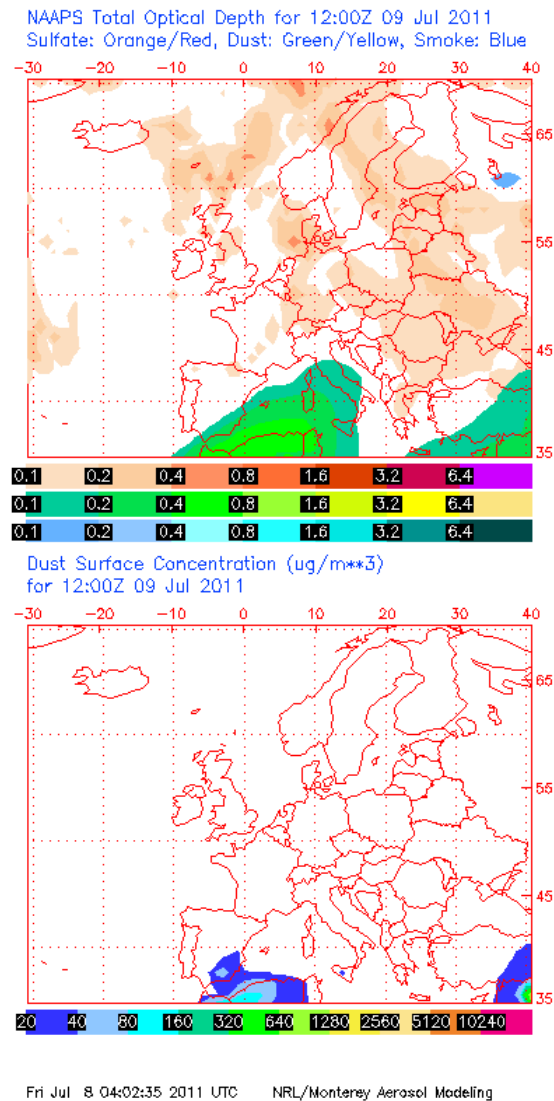 NAAPS Total Optical Depth for 12:00Z 09 Jul 2011
Sulfate: Orange/Red, Dust: Green/Yellow, Smoke: Blue
-30 -20 -10 0 10 20 30 40
65
55
45
35
0.1 0.2 0.4 0.8 1.6 3.2 6.4
0.1 0.2 0.4 0.8 1.6 3.2 6.4
0.1 0.2 0.4 0.8 1.6 3.2 6.4
Dust Surface Concentration (ug/m**3)
for 12:00Z 09 Jul 2011
-30 -20 -10 0 10 20 30 40
65
55
45
35
20 40 80 160 320 640 1280 2560 5120 10240
Fri Jul 8 04:02:35 2011 UTC NRL/Monterey Aerosol Modeling